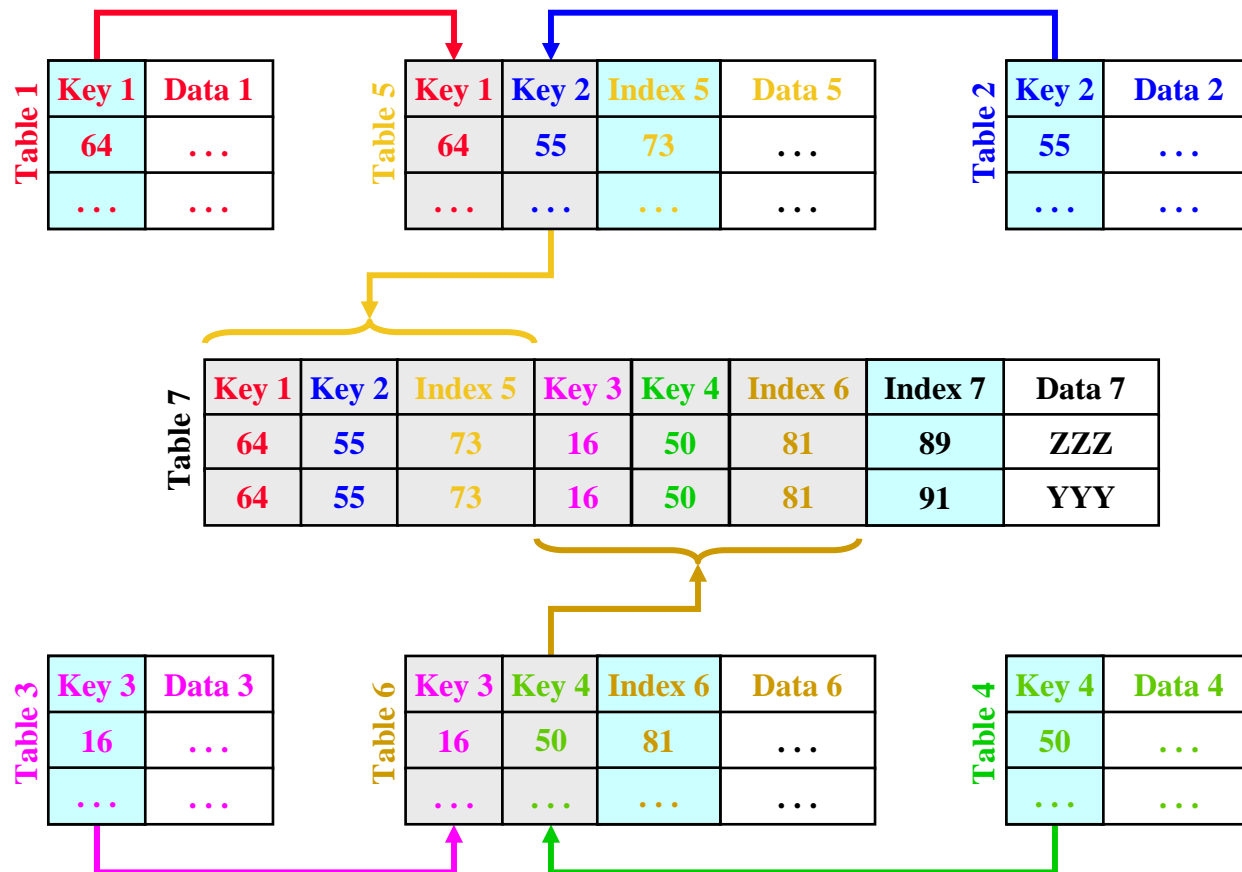 Table 1
Key 1 Data 1
64 ...
... ...
Table 5
Key 1 Key 2 Index 5 Data 5
64 55 73 ...
... ... ... ...
Table 2
Key 2 Data 2
55 ...
... ...
Table 7
Key 1 Key 2 Index 5 Key 3 Key 4 Index 6 Index 7 Data 7
64 55 73 16 50 81 89 ZZZ
64 55 73 16 50 81 91 YYY
Table 3
Key 3 Data 3
16 ...
... ...
Table 6
Key 3 Key 4 Index 6 Data 6
16 50 81 ...
... ... ... ...
Table 4
Key 4 Data 4
50 ...
... ...